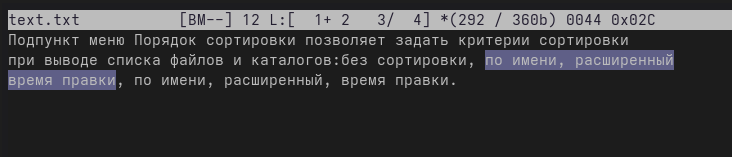 text.txt [BM--] 12 L:[ 1+ 2 3/ 4] *(292 / 360b) 0044 0x02C
Подпункт меню Порядок сортировки позволяет задать критерии сортировки
при выводе списка файлов и каталогов:без сортировки, по имени, расширенный
время правки, по имени, расширенный, время правки.